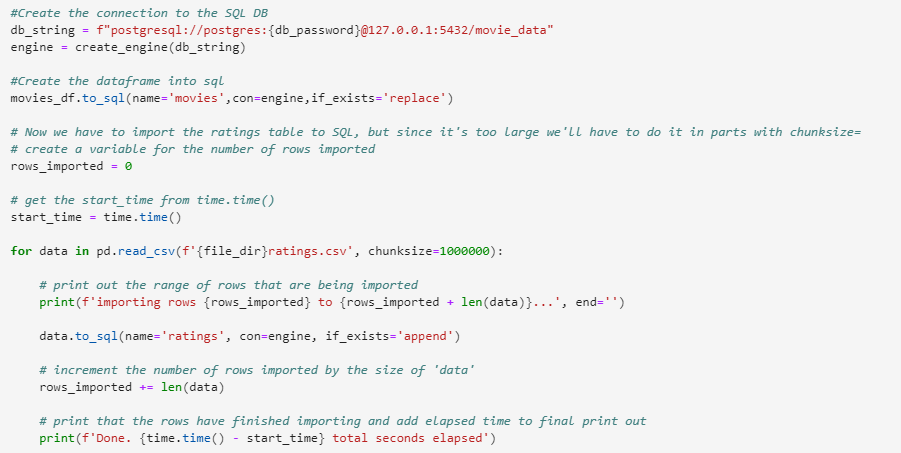 #Create the connection to the SQL DB
db_string = f"postgresql://postgres:{db_password}@127.0.0.1:5432/movie_data"
engine = create_engine(db_string)
#Create the dataframe into sql
movies_df.to_sql(name='movies',con=engine,if_exists='replace')
# Now we have to import the ratings table to SQL, but since it's too large we'll have to do it in parts with chunksize=
# create a variable for the number of rows imported
rows_imported = 0
# get the start_time from time.time()
start_time = time.time()
for data in pd.read_csv(f'{file_dir}ratings.csv', chunksize=1000000):
    # print out the range of rows that are being imported
    print(f'importing rows {rows_imported} to {rows_imported + len(data)}...', end='')
    data.to_sql(name='ratings', con=engine, if_exists='append')
    # increment the number of rows imported by the size of 'data'
    rows_imported += len(data)
    # print that the rows have finished importing and add elapsed time to final print out
    print(f'Done. {time.time() - start_time} total seconds elapsed')